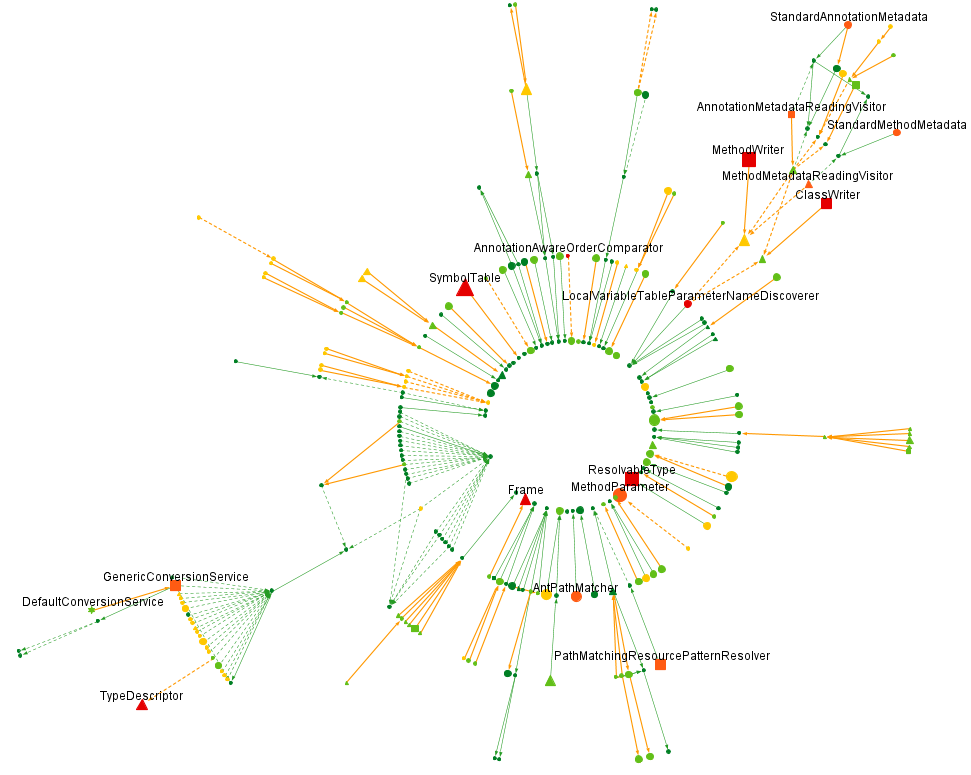 StandardAnnotationMetadata
AnnotationMetadataReadingVisitor
StandardMethodMetadata
MethodWriter
MethodMetadataReadingVisitor
ClassWriter
AnnotationAwareOrderComparator
SymbolTable
LocalVariableTableParameterNameDiscoverer
ResolvableType
MethodParameter
Frame
GenericConversionService
AntPathMatcher
DefaultConversionService
PathMatchingResourcePatternResolver
TypeDescriptor